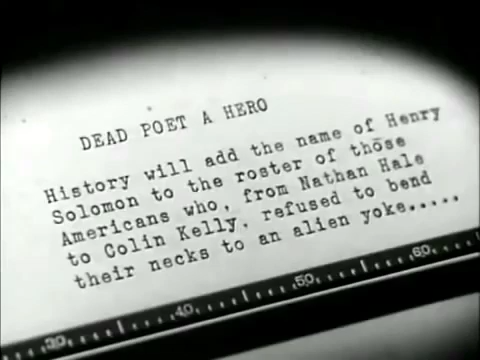 DEAD POET A HERO
History will add the name of Henry
Solomon to the roster of those
Americans who, from Nathan Hale
to Colin Kelly, refused to bend
their necks to an alien yoke.....
30 40 50 60